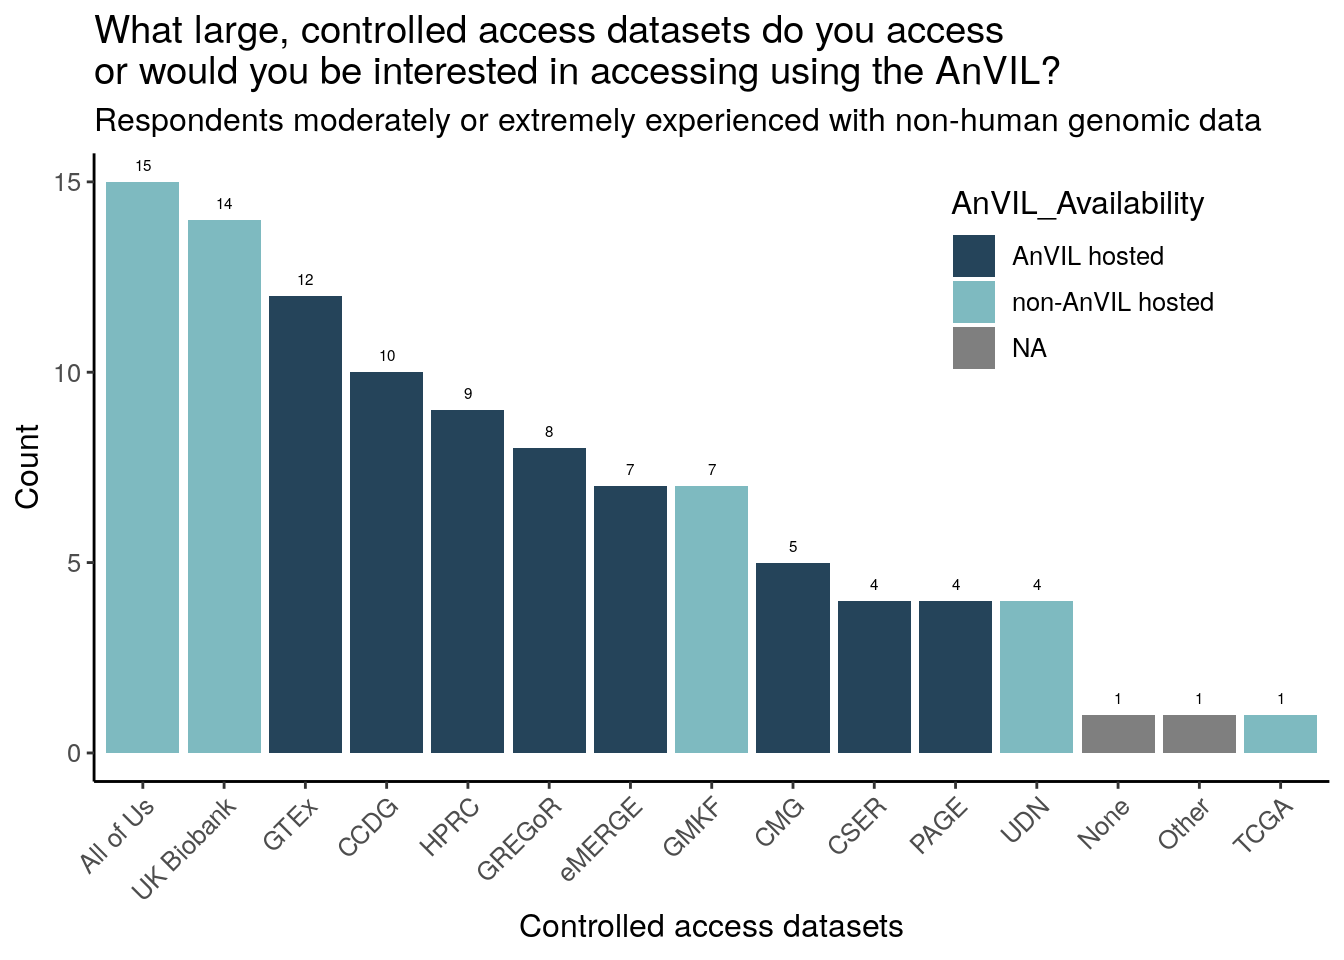 What large, controlled access datasets do you access
or would you be interested in accessing using the AnVIL?
Respondents moderately or extremely experienced with non-human genomic data
AnVIL_Availability
AnVIL hosted
non-AnVIL hosted
NA
Count
15
10
5
0
15
14
12
10
9
8
7
7
5
4
4
4
1
1
1
All of Us
UK Biobank
GTEx
CCDG
HPRC
GREGoR
eMERGE
GMKF
CMG
CSER
PAGE
UDN
None
Other
TCGA
Controlled access datasets